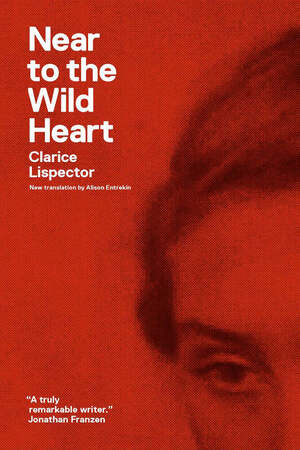 Near
to the
Wild
Heart
Clarice
Lispector
New translation by Alison Entrekin
“A truly
remarkable writer.”
Jonathan Franzen